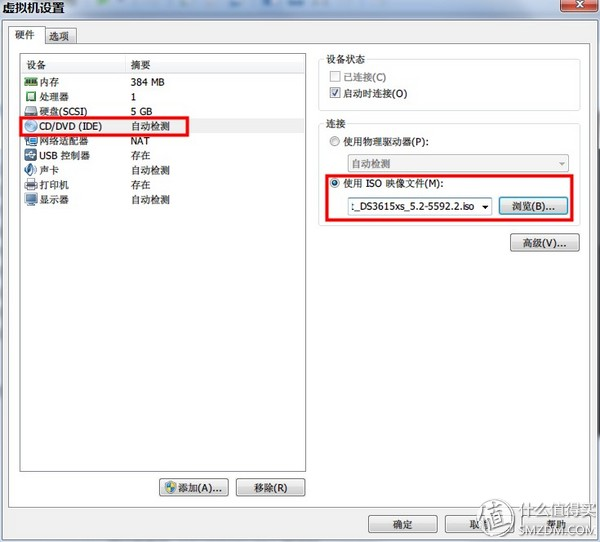 虚拟机设置
硬件 选项
设备 摘要
内存 384 MB
处理器 1
硬盘(SCSI) 5 GB
CD/DVD (IDE) 自动检测
网络适配器 NAT
USB 控制器 存在
声卡 自动检测
打印机 存在
显示器 自动检测
添加(A)... 移除(R)
设备状态
已连接(C)
启动时连接(O)
连接
使用物理驱动器(P):
自动检测
使用 ISO 映像文件(M):
:_DS3615xs_5.2-5592.2.iso 浏览(B)...
高级(V)...
确定 取消 帮助
值 什么值得买
SMZDM.COM